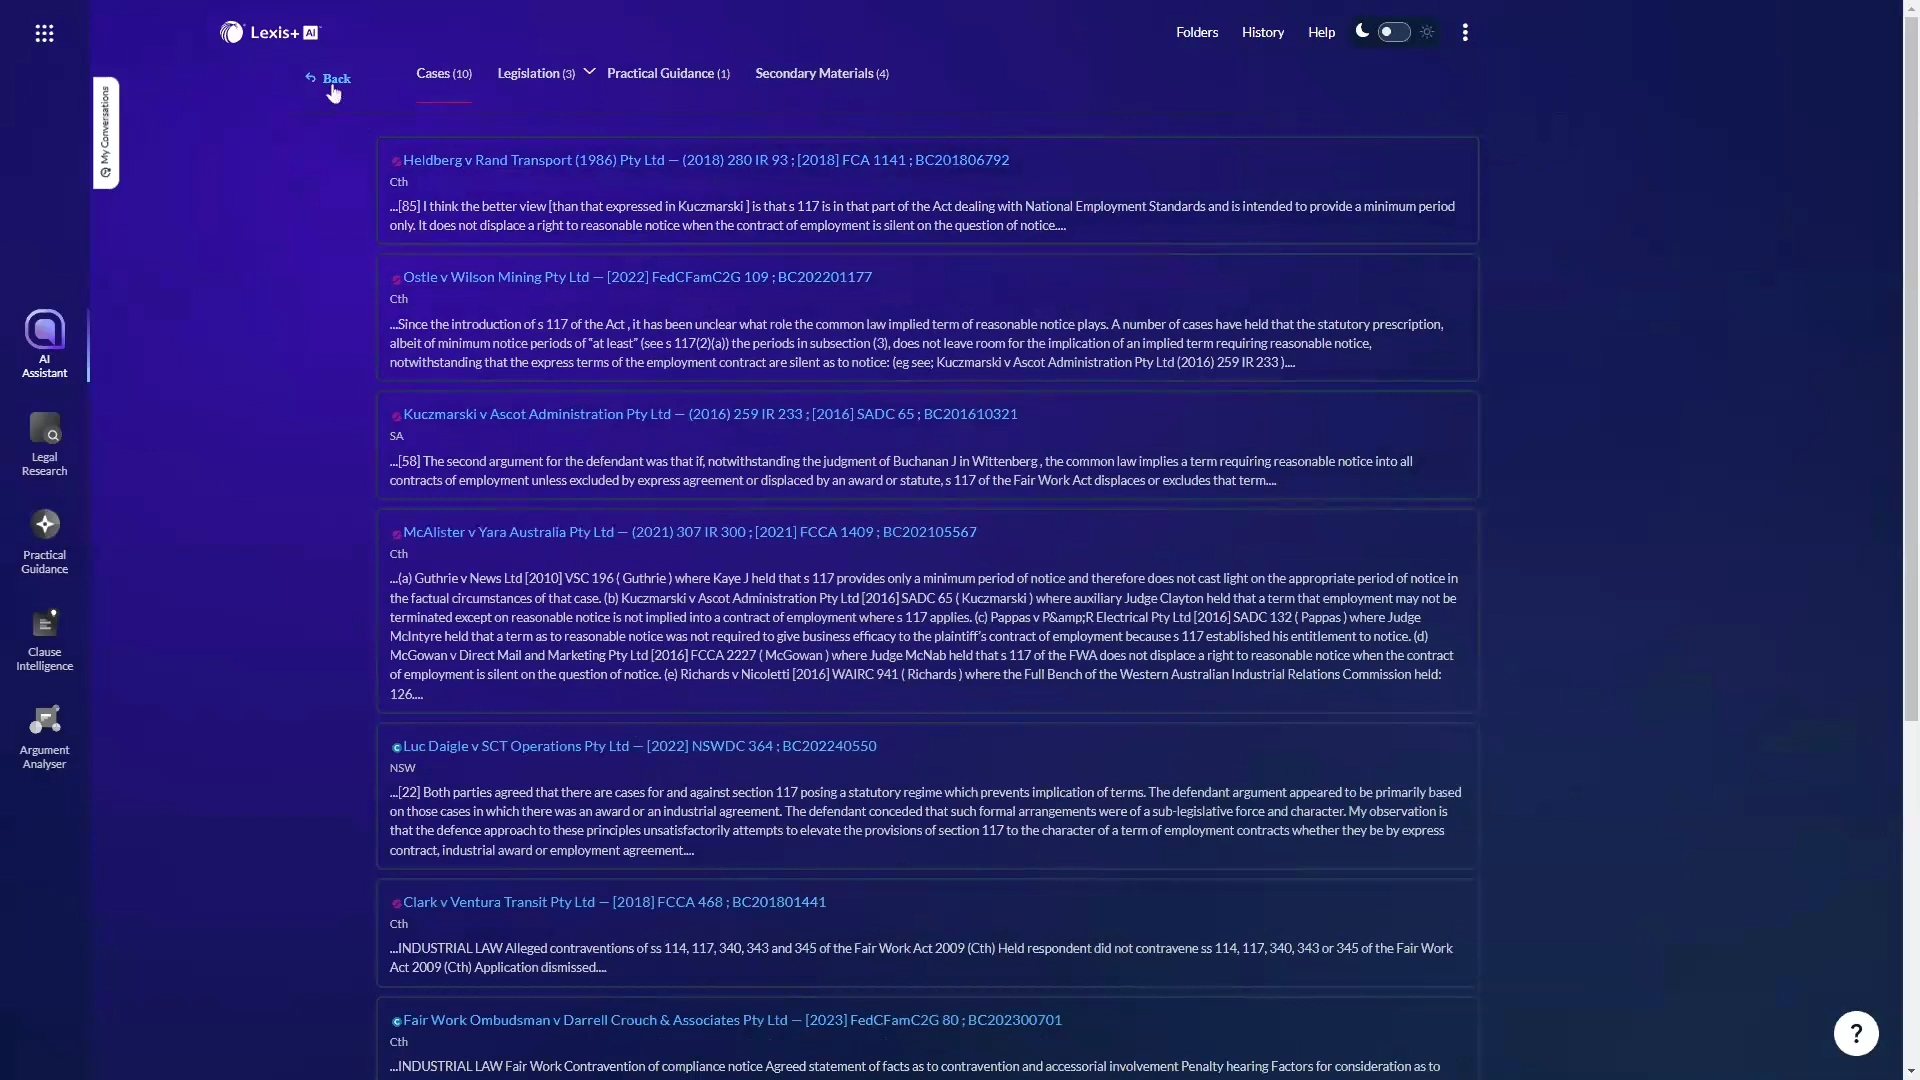 Lexis+ AI
Folders
History
Help
Back
Cases (10)
Legislation (3)
Practical Guidance (1)
Secondary Materials (4)
My Conversations
AI
Assistant
Legal
Research
Practical
Guidance
Clause
Intelligence
Argument
Analyser
Heldberg v Rand Transport (1986) Pty Ltd — (2018) 280 IR 93 ; [2018] FCA 1141 ; BC201806792
Cth
...[85] I think the better view [than that expressed in Kuczmarski ] is that s 117 is in that part of the Act dealing with National Employment Standards and is intended to provide a minimum period
only. It does not displace a right to reasonable notice when the contract of employment is silent on the question of notice....
Ostle v Wilson Mining Pty Ltd — [2022] FedCFamC2G 109 ; BC202201177
Cth
...Since the introduction of s 117 of the Act , it has been unclear what role the common law implied term of reasonable notice plays. A number of cases have held that the statutory prescription,
albeit of minimum notice periods of “at least” (see s 117(2)(a)) the periods in subsection (3), does not leave room for the implication of an implied term requiring reasonable notice,
notwithstanding that the express terms of the employment contract are silent as to notice: (eg see; Kuczmarski v Ascot Administration Pty Ltd (2016) 259 IR 233 )....
Kuczmarski v Ascot Administration Pty Ltd — (2016) 259 IR 233 ; [2016] SADC 65 ; BC201610321
SA
...[58] The second argument for the defendant was that if, notwithstanding the judgment of Buchanan J in Wittenberg , the common law implies a term requiring reasonable notice into all
contracts of employment unless excluded by express agreement or displaced by an award or statute, s 117 of the Fair Work Act displaces or excludes that term....
McAlister v Yara Australia Pty Ltd — (2021) 307 IR 300 ; [2021] FCCA 1409 ; BC202105567
Cth
...(a) Guthrie v News Ltd [2010] VSC 196 ( Guthrie ) where Kaye J held that s 117 provides only a minimum period of notice and therefore does not cast light on the appropriate period of notice in
the factual circumstances of that case. (b) Kuczmarski v Ascot Administration Pty Ltd [2016] SADC 65 ( Kuczmarski ) where auxiliary Judge Clayton held that a term that employment may not be
terminated except on reasonable notice is not implied into a contract of employment where s 117 applies. (c) Pappas v P&amp;R Electrical Pty Ltd [2016] SADC 132 ( Pappas ) where Judge
McIntyre held that a term as to reasonable notice was not required to give business efficacy to the plaintiff’s contract of employment because s 117 established his entitlement to notice. (d)
McGowan v Direct Mail and Marketing Pty Ltd [2016] FCCA 2227 ( McGowan ) where Judge McNab held that s 117 of the FWA does not displace a right to reasonable notice when the contract
of employment is silent on the question of notice. (e) Richards v Nicoletti [2016] WAIRC 941 ( Richards ) where the Full Bench of the Western Australian Industrial Relations Commission held:
126....
Luc Daigle v SCT Operations Pty Ltd — [2022] NSWDC 364 ; BC202240550
NSW
...[22] Both parties agreed that there are cases for and against section 117 posing a statutory regime which prevents implication of terms. The defendant argument appeared to be primarily based
on those cases in which there was an award or an industrial agreement. The defendant conceded that such formal arrangements were of a sub-legislative force and character. My observation is
that the defence approach to these principles unsatisfactorily attempts to elevate the provisions of section 117 to the character of a term of employment contracts whether they be by express
contract, industrial award or employment agreement....
Clark v Ventura Transit Pty Ltd — [2018] FCCA 468 ; BC201801441
Cth
...INDUSTRIAL LAW Alleged contraventions of ss 114, 117, 340, 343 and 345 of the Fair Work Act 2009 (Cth) Held respondent did not contravene ss 114, 117, 340, 343 or 345 of the Fair Work
Act 2009 (Cth) Application dismissed....
Fair Work Ombudsman v Darrell Crouch & Associates Pty Ltd — [2023] FedCFamC2G 80 ; BC202300701
Cth
...INDUSTRIAL LAW Fair Work Contravention of compliance notice Agreed statement of facts as to contravention and accessorial involvement Penalty hearing Factors for consideration as to
?